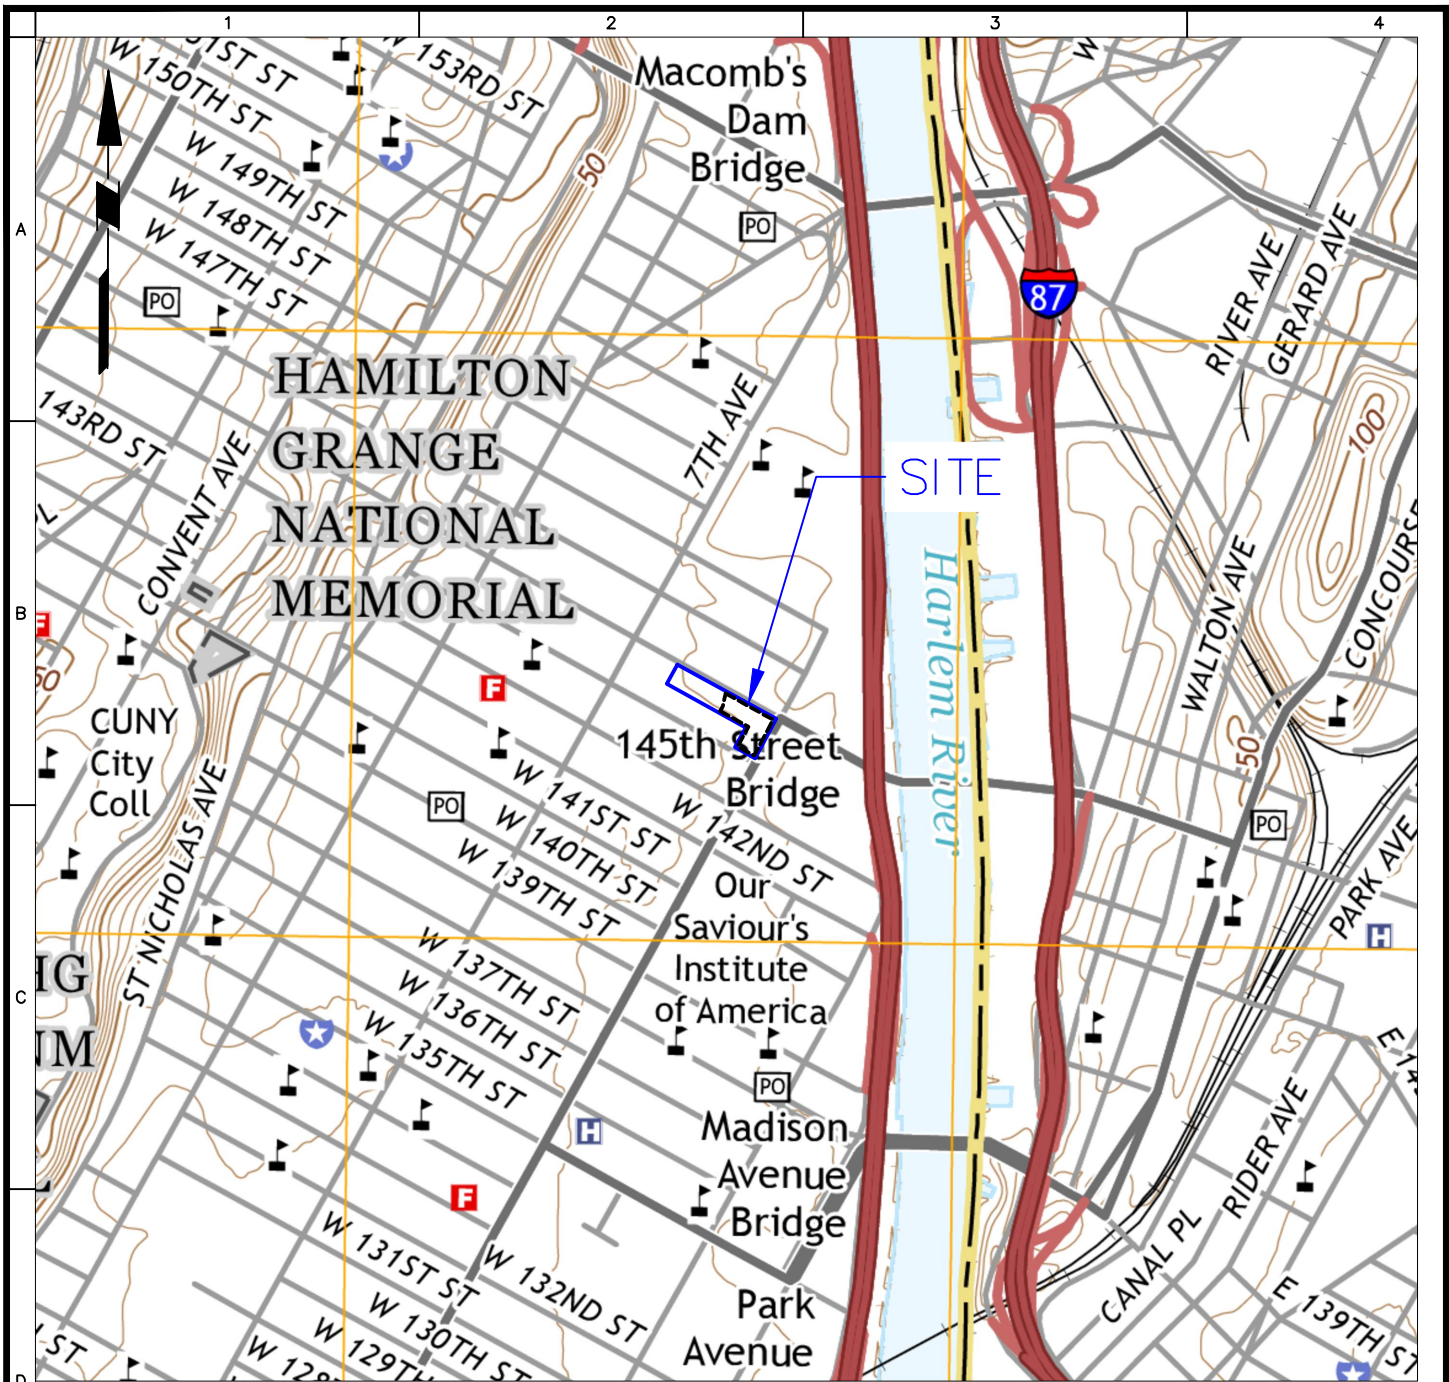 1
2
3
4
A
B
C
51ST ST
W 150TH ST
W 153RD ST
W 149TH ST
W 148TH ST
W 147TH ST
PO
50
Macomb's
Dam
Bridge
PO
W
87
RIVER AVE
GERARD AVE
100
143RD ST
HAMILTON
GRANGE
NATIONAL
MEMORIAL
CONVENT AVE
7TH AVE
SITE
Harlem River
WALTON AVE
CONCOURSE
F
50
F
CUNY
City
Coll
145th Street
Bridge
50
PO
PO
PARK AVE
H
ST NICHOLAS AVE
W 141ST ST
W 142ND ST
W 140TH ST
W 139TH ST
Our
Saviour's
Institute
of America
PO
W 137TH ST
W 136TH ST
W 135TH ST
H
F
Madison
Avenue
Bridge
RIDER AVE
CANAL PL
E 139TH ST
W 131ST ST
W 132ND ST
W 130TH ST
W 129TH
Park
Avenue